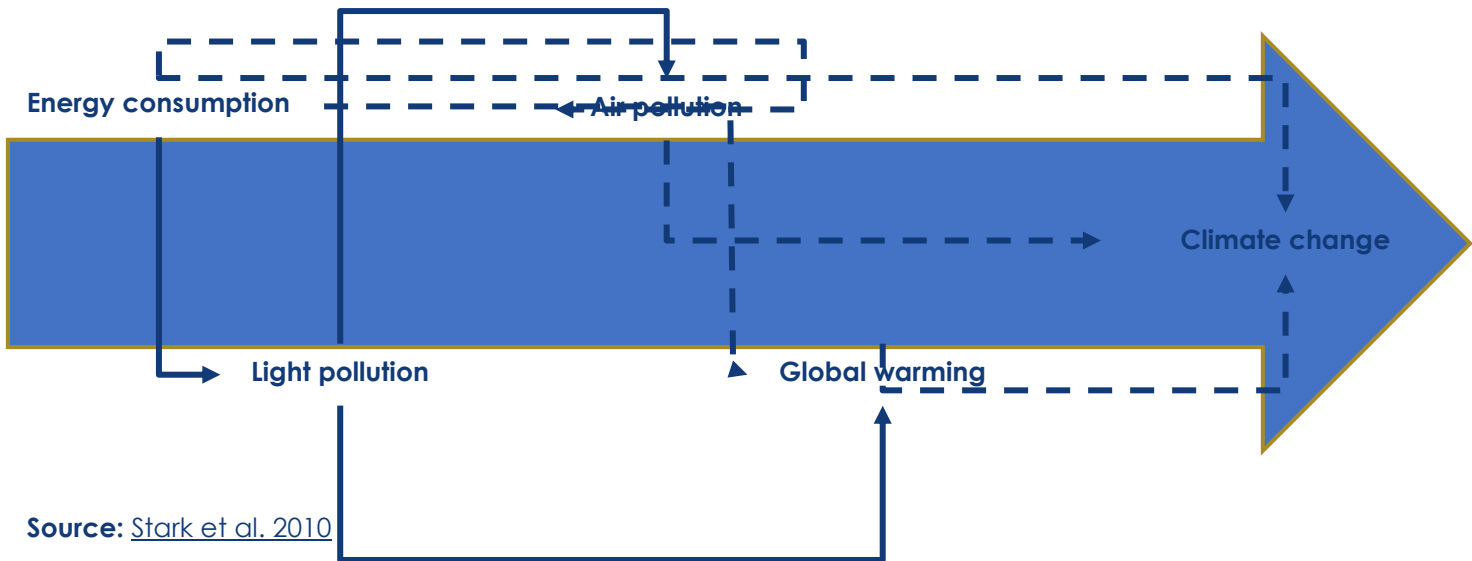 Energy consumption
Air pollution
Climate change
Light pollution
Global warming
Source: Stark et al. 2010